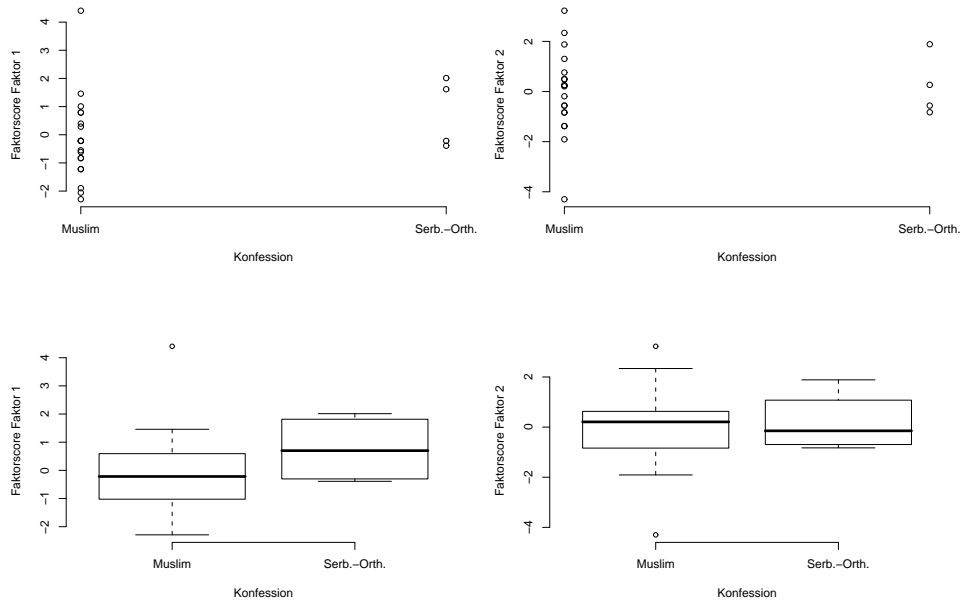 Faktorscore Faktor 1
4
3
2
1
0
−1
−2
Muslim
Serb.−Orth.
Konfession
Faktorscore Faktor 2
2
0
−2
−4
Muslim
Serb.−Orth.
Konfession
Faktorscore Faktor 1
4
3
2
1
0
−1
−2
Muslim
Serb.−Orth.
Konfession
Faktorscore Faktor 2
2
0
−2
−4
Muslim
Serb.−Orth.
Konfession